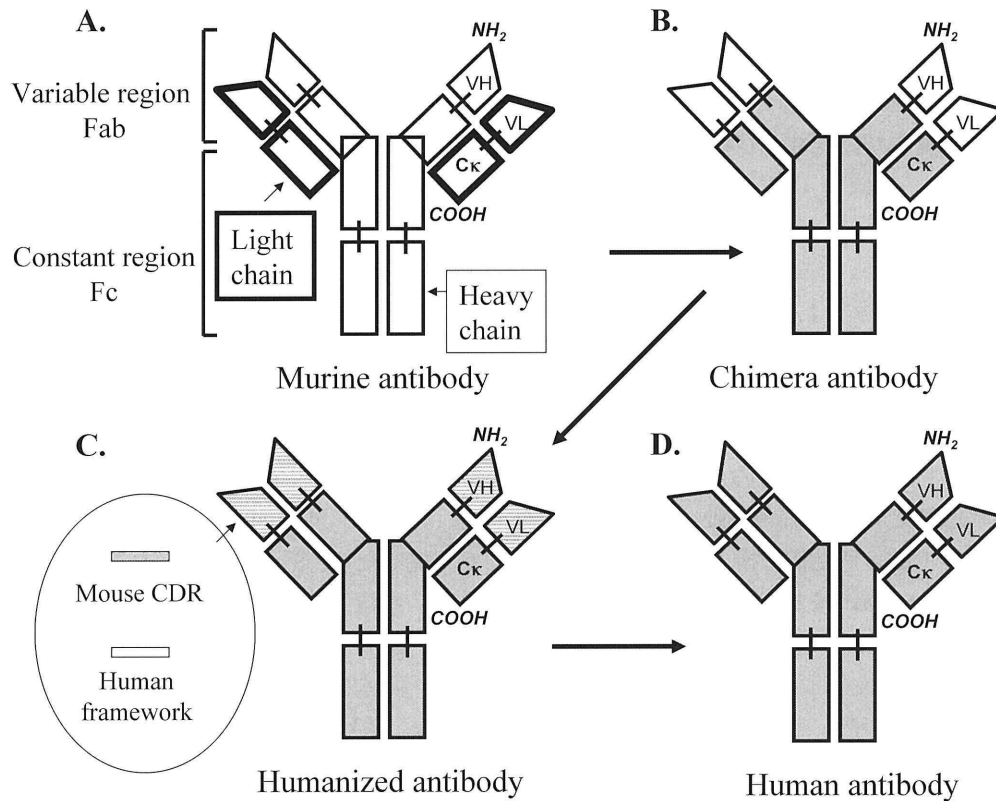 A.
Variable region
Fab
Constant region
Fc
NH2
VH
VL
Cκ
COOH
Light
chain
Heavy
chain
Murine antibody
B.
NH2
VH
VL
Cκ
COOH
Chimera antibody
C.
NH2
VH
VL
Cκ
COOH
Mouse CDR
Human
framework
Humanized antibody
D.
NH2
VH
VL
Cκ
COOH
Human antibody